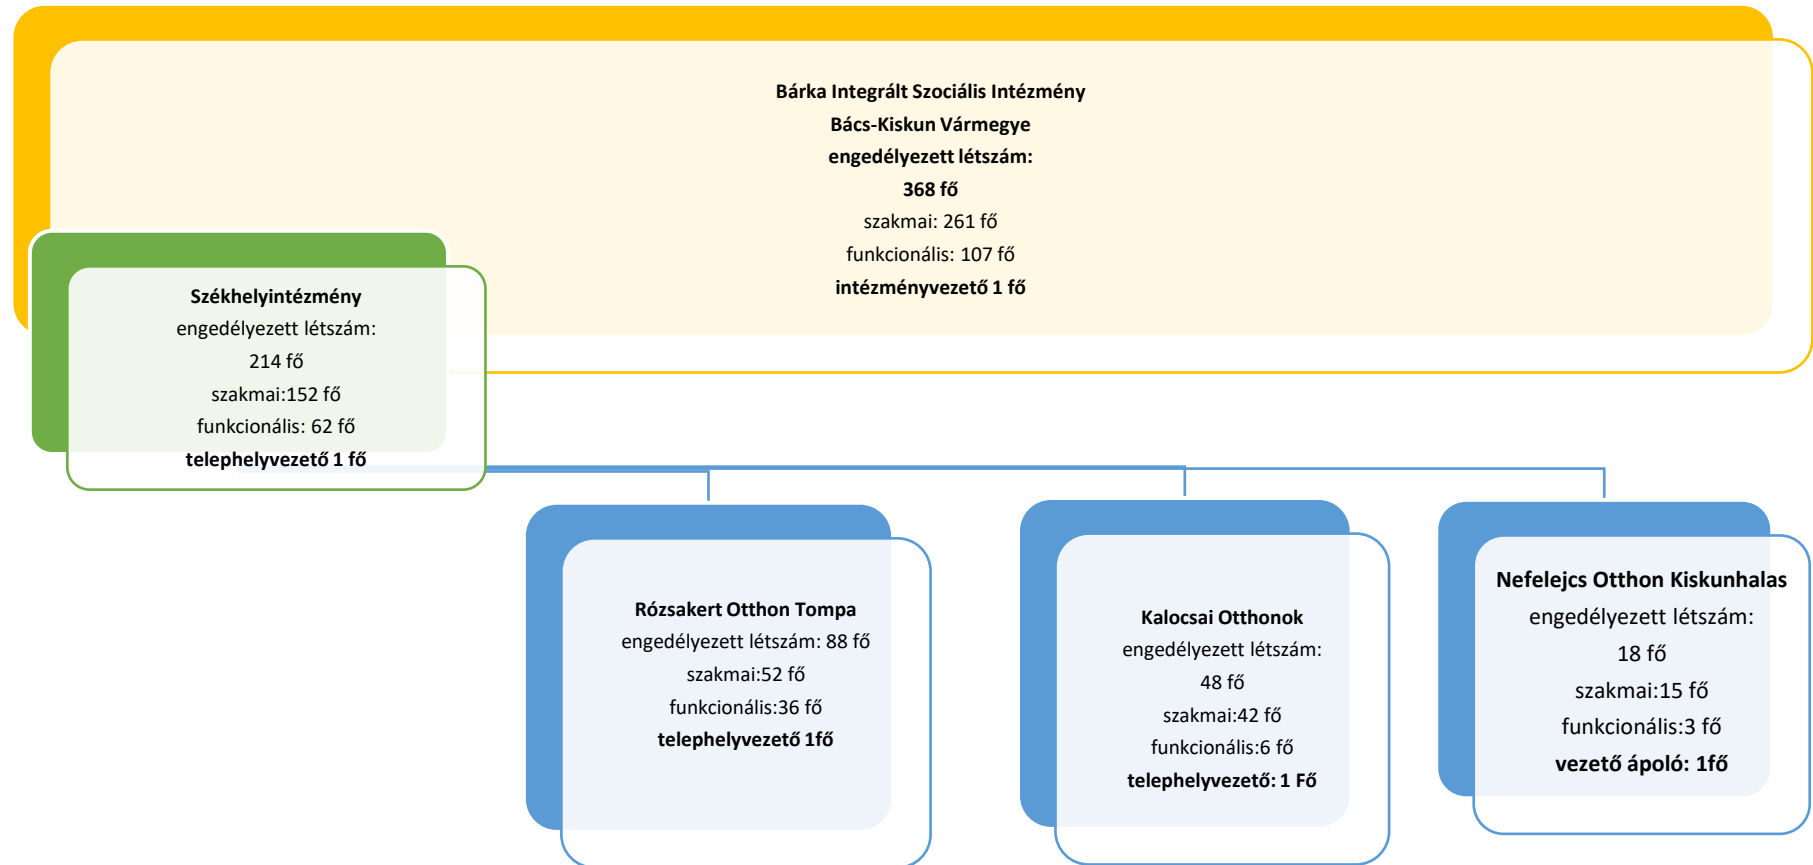 Bárka Integrált Szociális Intézmény
Bács-Kiskun Vármegye
engedélyezett létszám:
368 fő
szakmai: 261 fő
funkcionális: 107 fő
intézményvezető 1 fő
Székhelyintézmény
engedélyezett létszám:
214 fő
szakmai:152 fő
funkcionális: 62 fő
telephelyvezető 1 fő
Rózsakert Otthon Tompa
engedélyezett létszám: 88 fő
szakmai:52 fő
funkcionális:36 fő
telephelyvezető 1fő
Kalocsai Otthonok
engedélyezett létszám:
48 fő
szakmai:42 fő
funkcionális:6 fő
telephelyvezető: 1 Fő
Nefelejcs Otthon Kiskunhalas
engedélyezett létszám:
18 fő
szakmai:15 fő
funkcionális:3 fő
vezető ápoló: 1fő